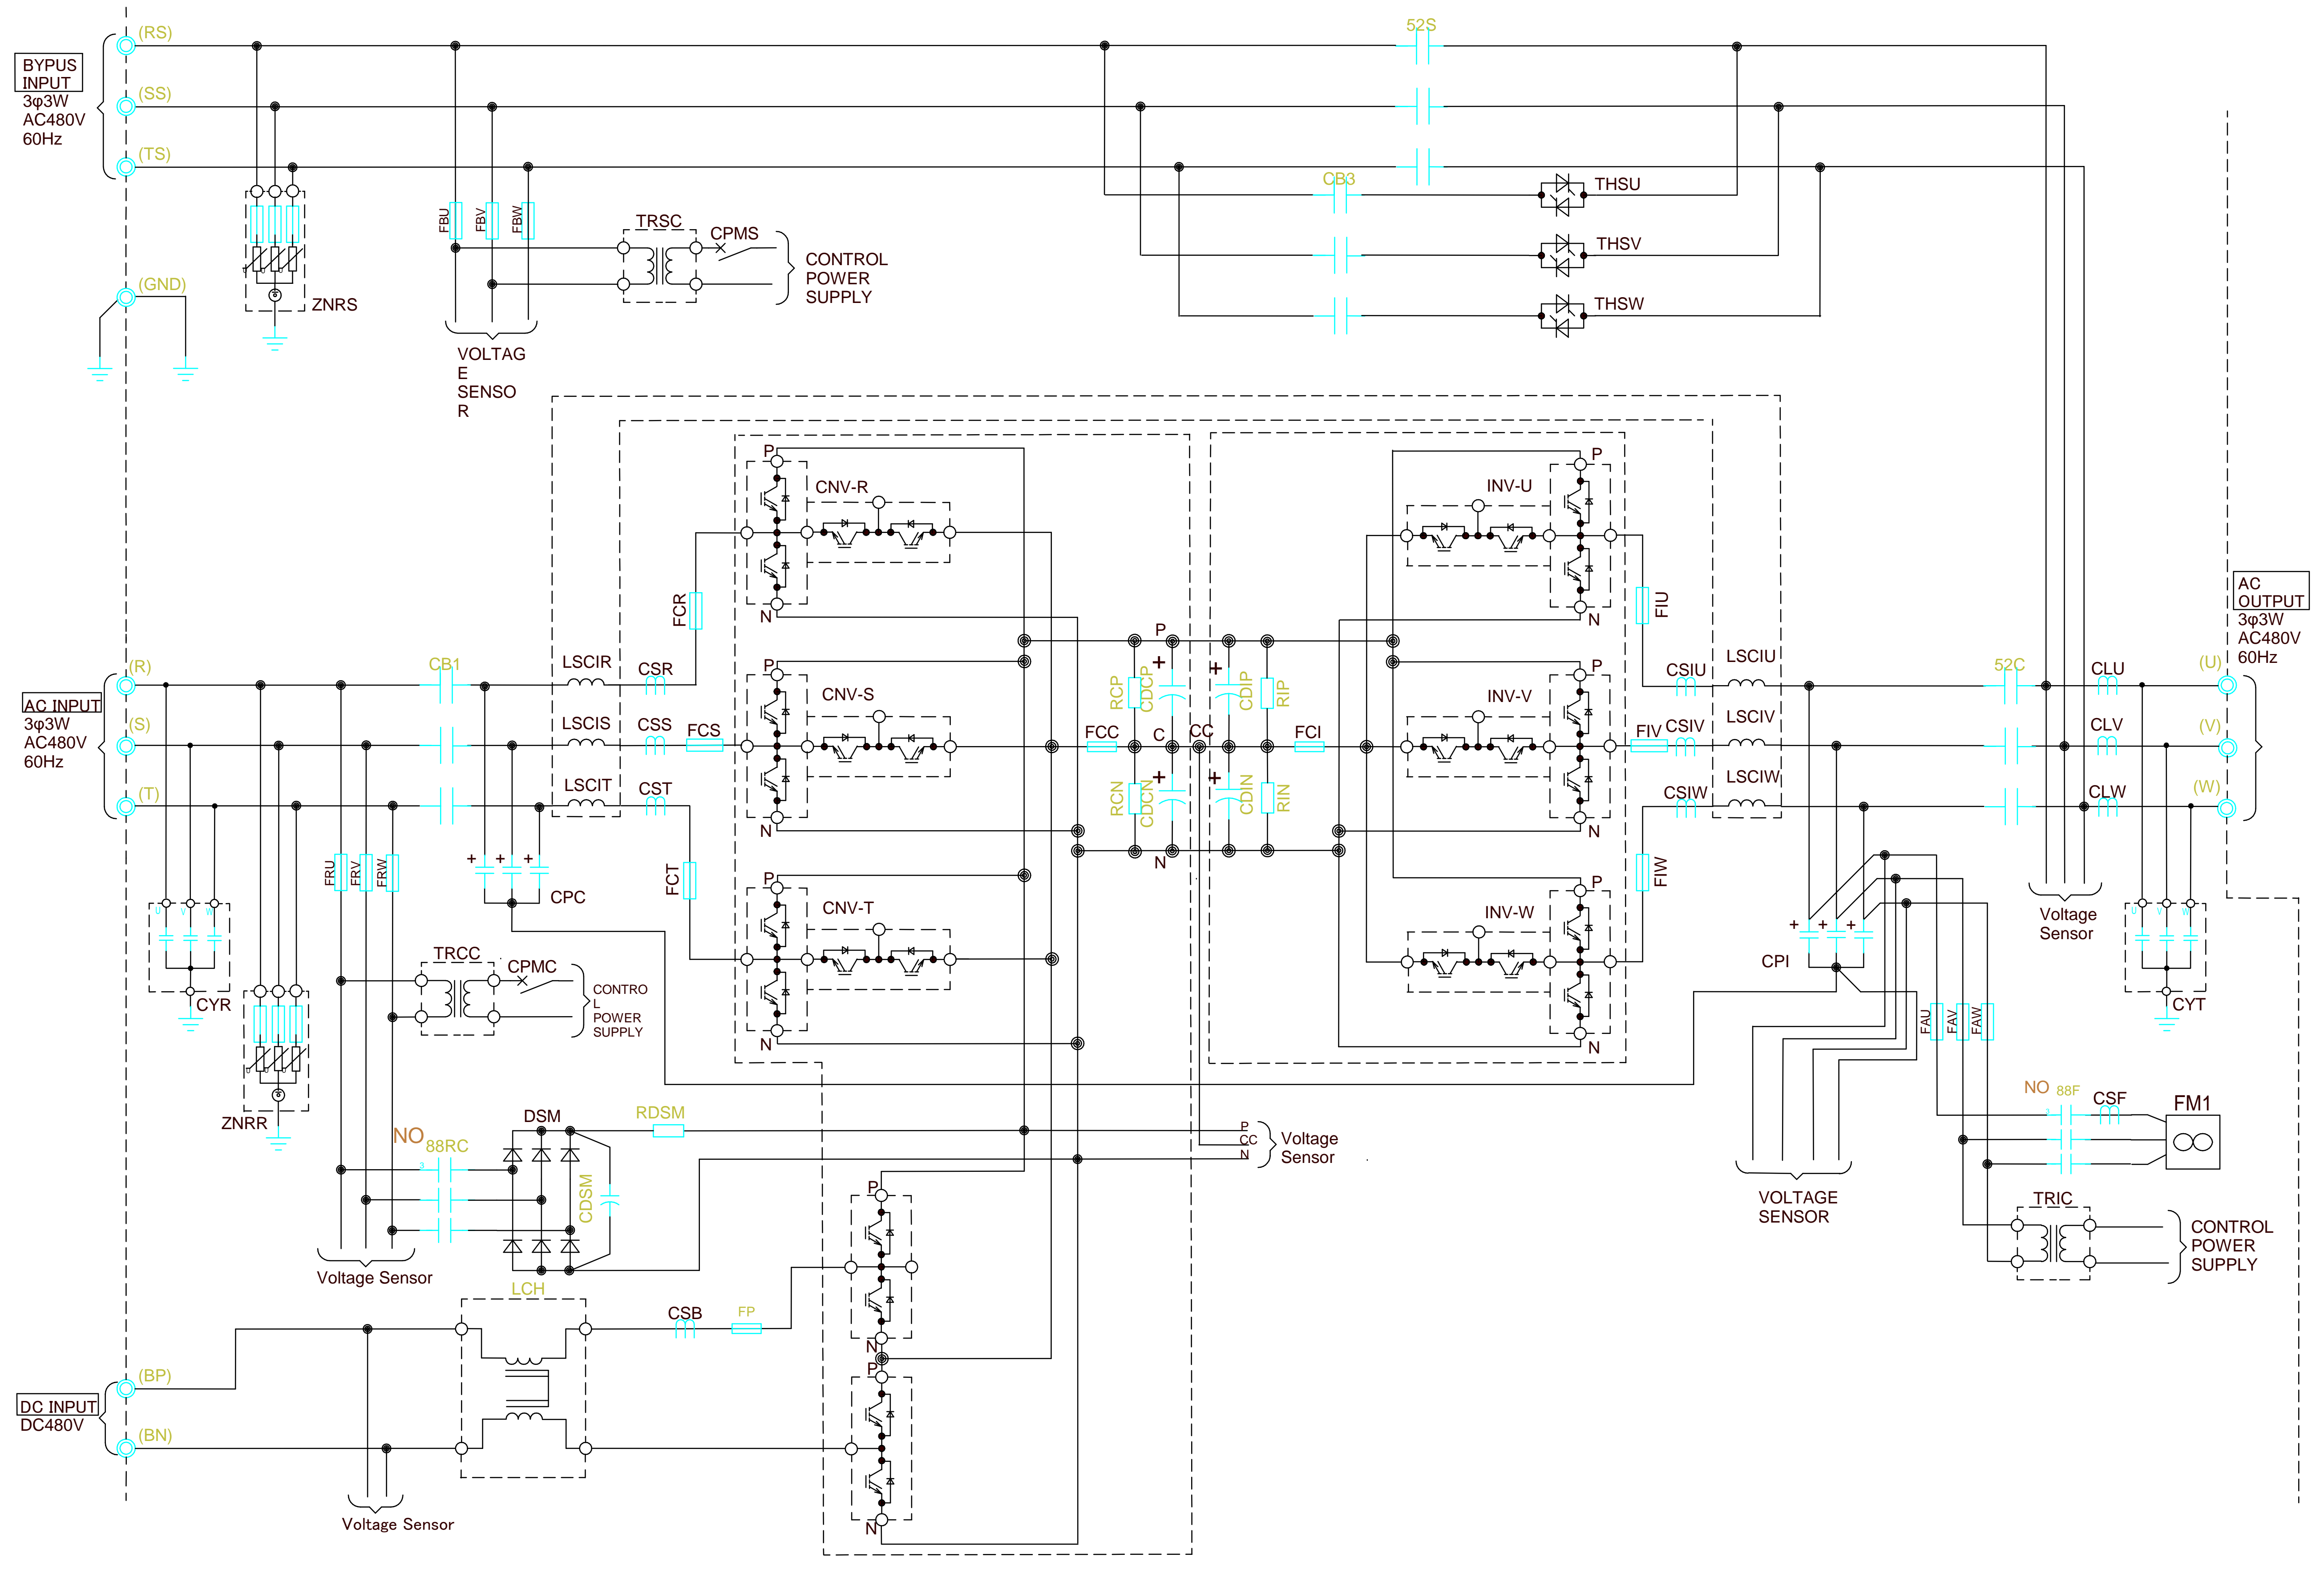 52S
(RS)
BYPUS
INPUT
3φ3W
AC480V
60Hz
(SS)
(TS)
CB3
THSU
THSV
THSW
FBU
FBV
FBW
TRSC
CPMS
CONTROL
POWER
SUPPLY
(GND)
ZNRS
VOLTAG
E
SENSO
R
P
CNV-R
N
P
INV-U
N
FCR
FIU
AC
OUTPUT
3φ3W
AC480V
60Hz
(R)
CB1
LSCIR
CSR
AC INPUT
3φ3W
AC480V
60Hz
(S)
LSCIS
CSS
FCS
(T)
LSCIT
CST
P
CNV-S
N
FCC
P
+
+
RCP
CDCP
CDIP
RIP
C
CC
FCI
+
+
RCN
CDCN
CDIN
RIN
N
P
INV-V
N
FIV
CSIU
LSCIU
CSIV
LSCIV
CSIW
LSCIW
52C
CLU
(U)
CLV
(V)
CLW
(W)
FRU
FRV
FRW
+
+
+
CPC
FCT
P
CNV-T
N
P
INV-W
N
FIW
+
+
+
CPI
Voltage
Sensor
U
V
W
CYR
U
V
W
CYT
TRCC
CPMC
CONTRO
L
POWER
SUPPLY
ZNRR
FAU
FAV
FAW
NO
88RC
3
DSM
RDSM
CDSM
P
CC
N
Voltage
Sensor
NO
88F
3
CSF
FM1
VOLTAGE
SENSOR
TRIC
CONTROL
POWER
SUPPLY
Voltage Sensor
LCH
CSB
FP
P
N
P
N
(BP)
DC INPUT
DC480V
(BN)
Voltage Sensor